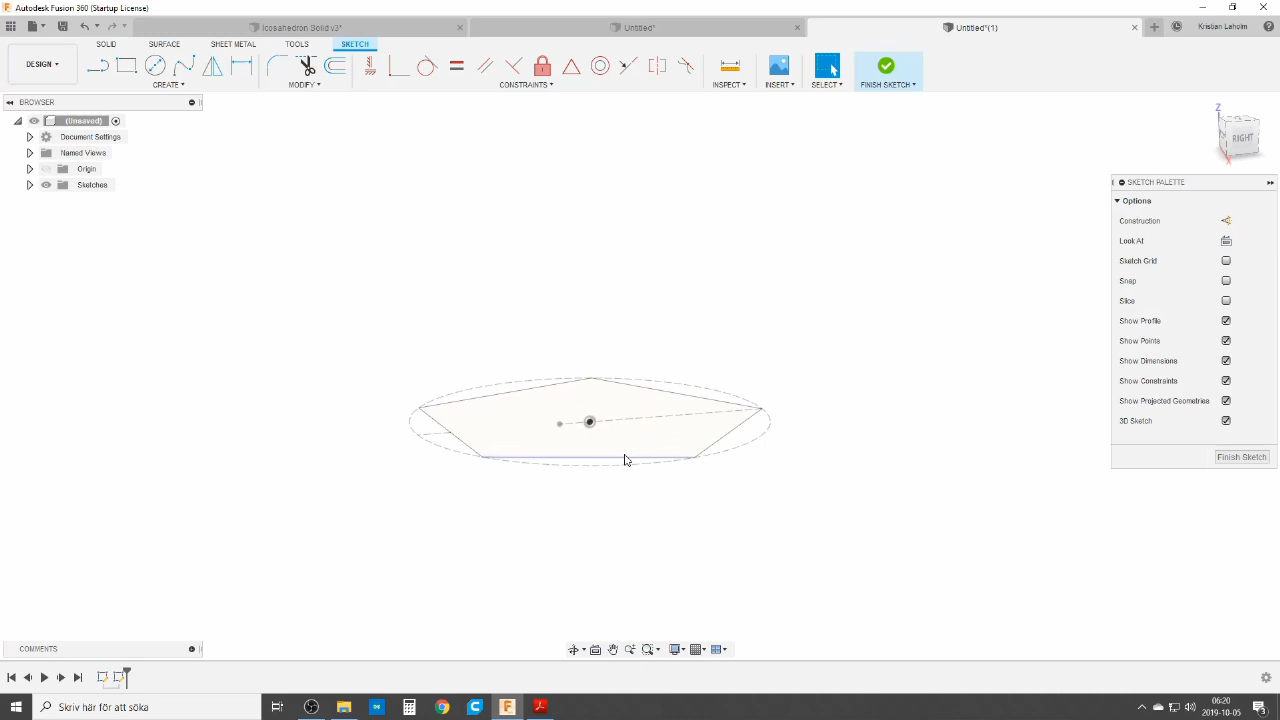 Autodesk Fusion 360 (Startup License)
Icosahedron Solid v3*
Untitled*
Untitled*(1)
Kristian Laholm
SOLID
SURFACE
SHEET METAL
TOOLS
SKETCH
DESIGN
CREATE
MODIFY
CONSTRAINTS
INSPECT
INSERT
SELECT
FINISH SKETCH
BROWSER
(Unsaved)
Document Settings
Named Views
Origin
Sketches
Z
RIGHT
X
SKETCH PALETTE
Options
Construction
Look At
Sketch Grid
Snap
Slice
Show Profile
Show Points
Show Dimensions
Show Constraints
Show Projected Geometries
3D Sketch
Finish Sketch
COMMENTS
Skriv här för att söka
06:20
2019-10-05
3